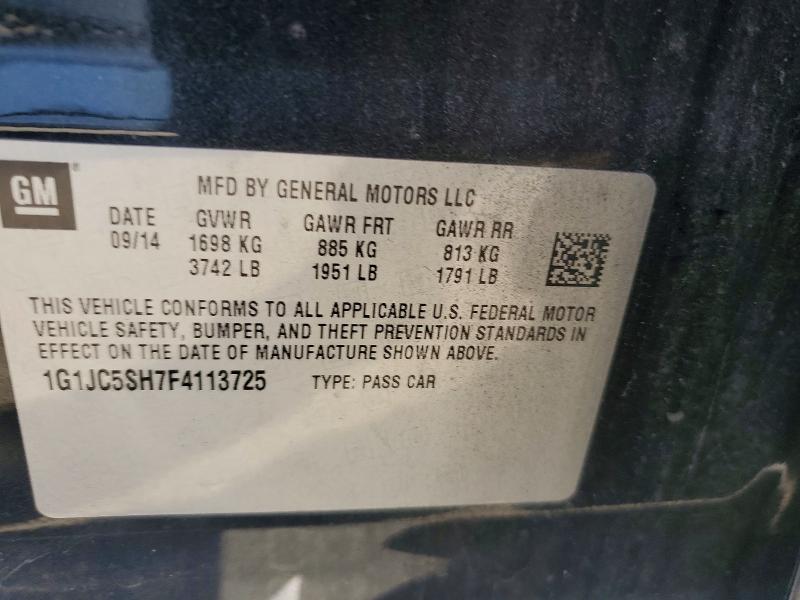 GM®
MFD BY GENERAL MOTORS LLC
DATE GVWR GAWR FRT GAWR RR
09/14 1698 KG 885 KG 813 KG
3742 LB 1951 LB 1791 LB
THIS VEHICLE CONFORMS TO ALL APPLICABLE U.S. FEDERAL MOTOR
VEHICLE SAFETY, BUMPER, AND THEFT PREVENTION STANDARDS IN
EFFECT ON THE DATE OF MANUFACTURE SHOWN ABOVE.
1G1JC5SH7F4113725 TYPE: PASS CAR